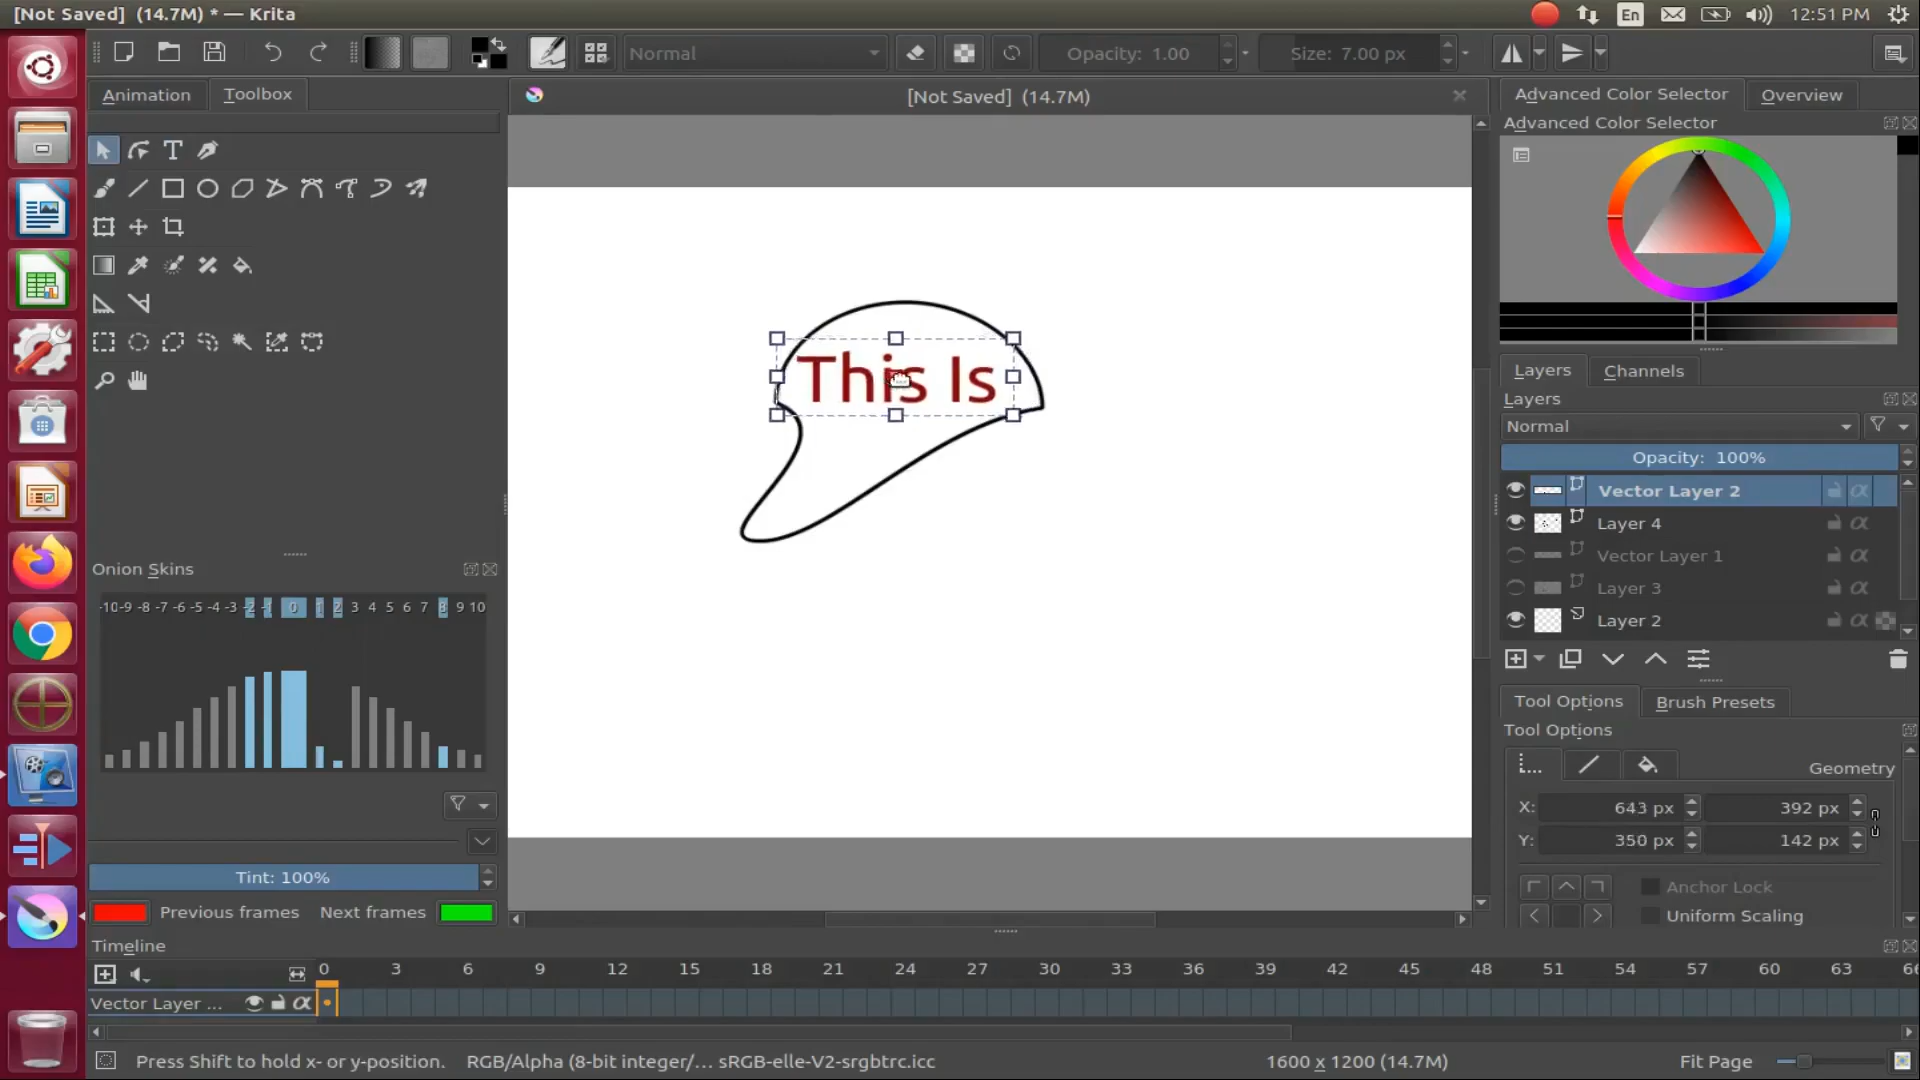 [Not Saved] (14.7M) * — Krita
En
12:51 PM
Normal
Opacity: 1.00
Size: 7.00 px
Animation
Toolbox
[Not Saved] (14.7M)
Advanced Color Selector
Overview
Advanced Color Selector
This Is
Layers
Channels
Layers
Normal
Opacity: 100%
Vector Layer 2
Layer 4
Vector Layer 1
Layer 3
Layer 2
Onion Skins
-10 -9 -8 -7 -6 -5 -4 -3 -2 -1 0 1 2 3 4 5 6 7 8 9 10
Tool Options
Brush Presets
Tool Options
Geometry
X: 643 px 392 px
Y: 350 px 142 px
Anchor Lock
Uniform Scaling
Tint: 100%
Previous frames
Next frames
Timeline
0 3 6 9 12 15 18 21 24 27 30 33 36 39 42 45 48 51 54 57 60 63
Vector Layer ...
Press Shift to hold x- or y-position.
RGB/Alpha (8-bit integer/... sRGB-elle-V2-srgbtrc.icc
1600 x 1200 (14.7M)
Fit Page